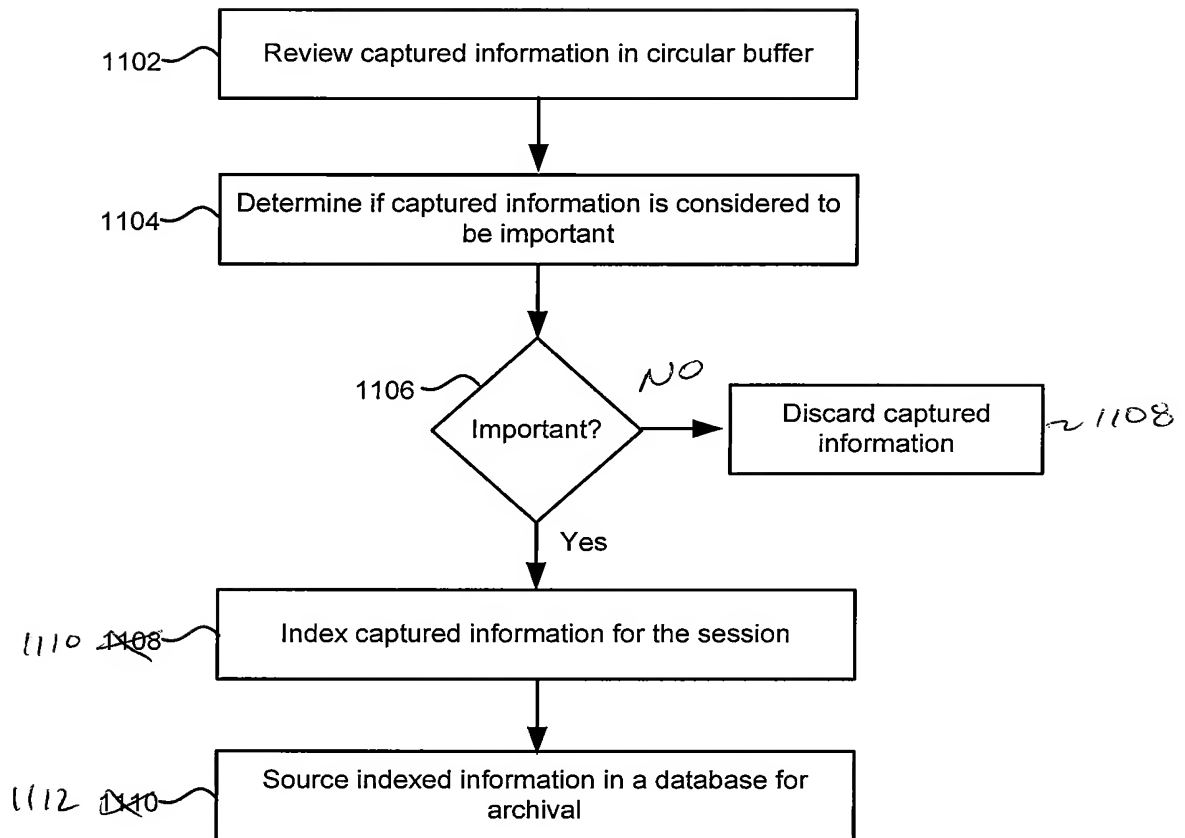 1102
Review captured information in circular buffer
1104
Determine if captured information is considered to
be important
1106
Important?
NO
Discard captured
information
1108
Yes
1110 1108
Index captured information for the session
1112 1110
Source indexed information in a database for
archival